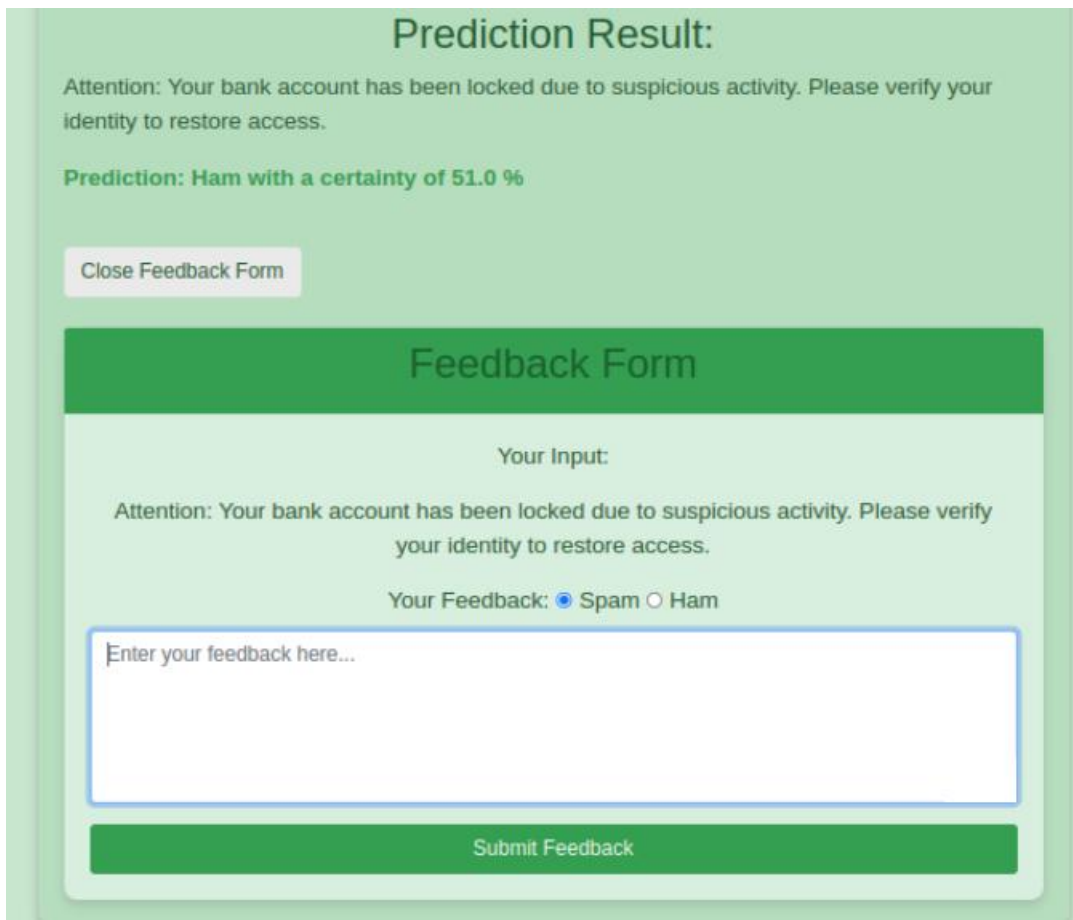 Prediction Result:
Attention: Your bank account has been locked due to suspicious activity. Please verify your
identity to restore access.
Prediction: Ham with a certainty of 51.0 %
Close Feedback Form
Feedback Form
Your Input:
Attention: Your bank account has been locked due to suspicious activity. Please verify
your identity to restore access.
Your Feedback: Spam Ham
Enter your feedback here...
Submit Feedback